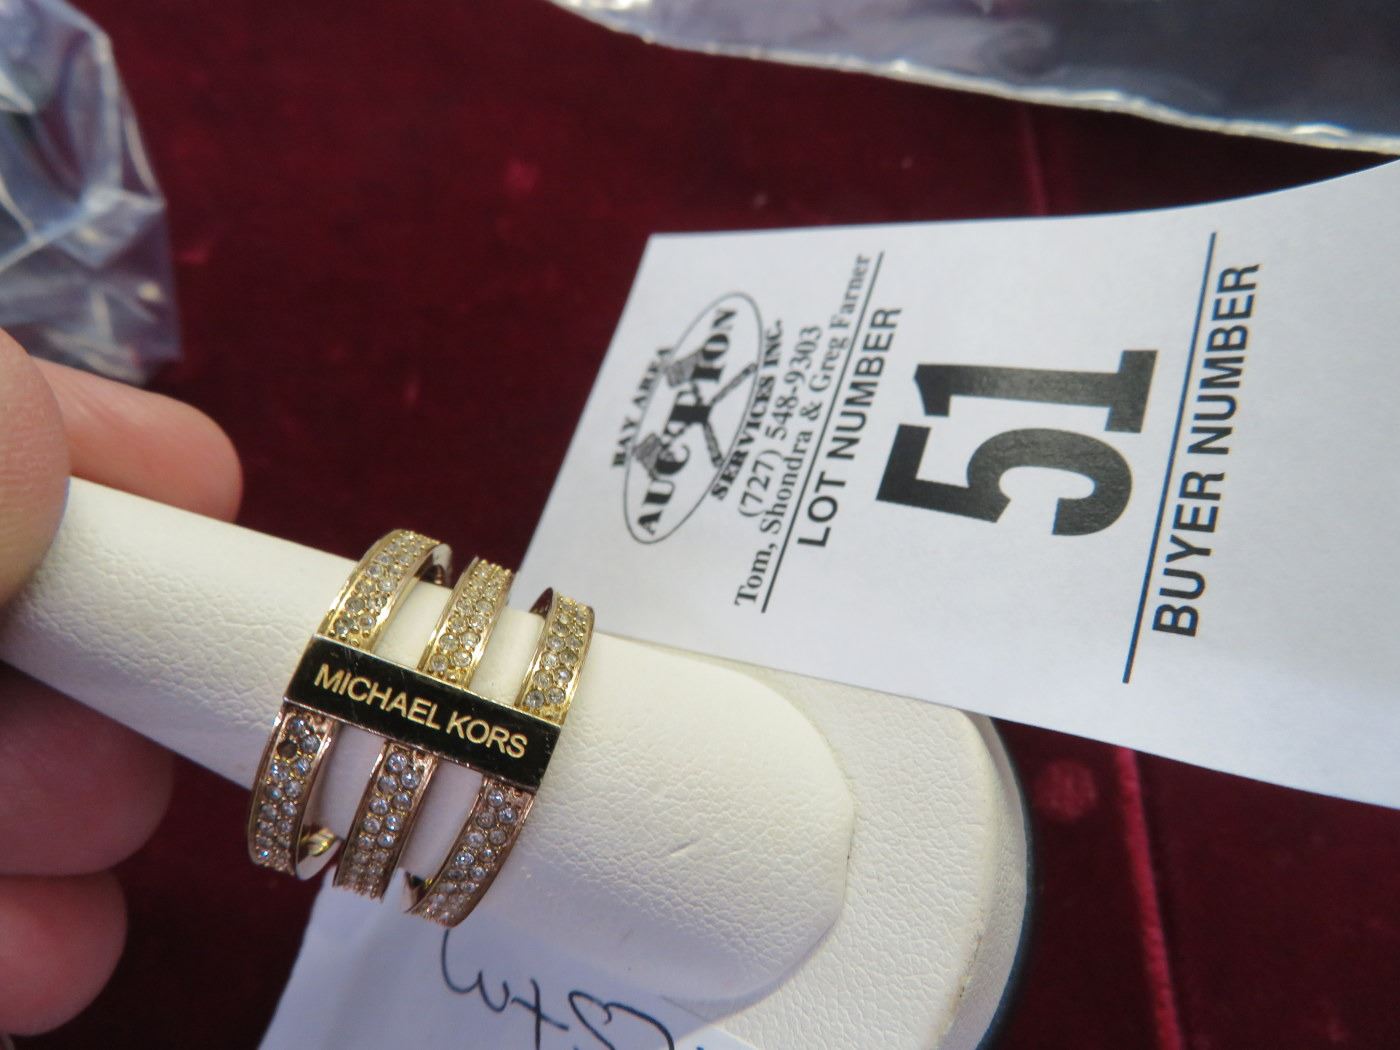 MICHAEL KORS
BAY AREA
AUCTION
SERVICES INC.
(727) 548-9303
Tom, Shondra & Greg Farner
LOT NUMBER
51
BUYER NUMBER